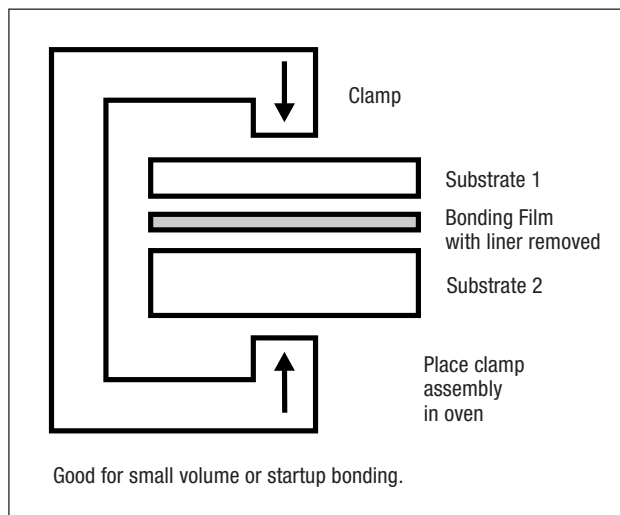 Clamp
Substrate 1
Bonding Film
with liner removed
Substrate 2
Place clamp
assembly
in oven
Good for small volume or startup bonding.